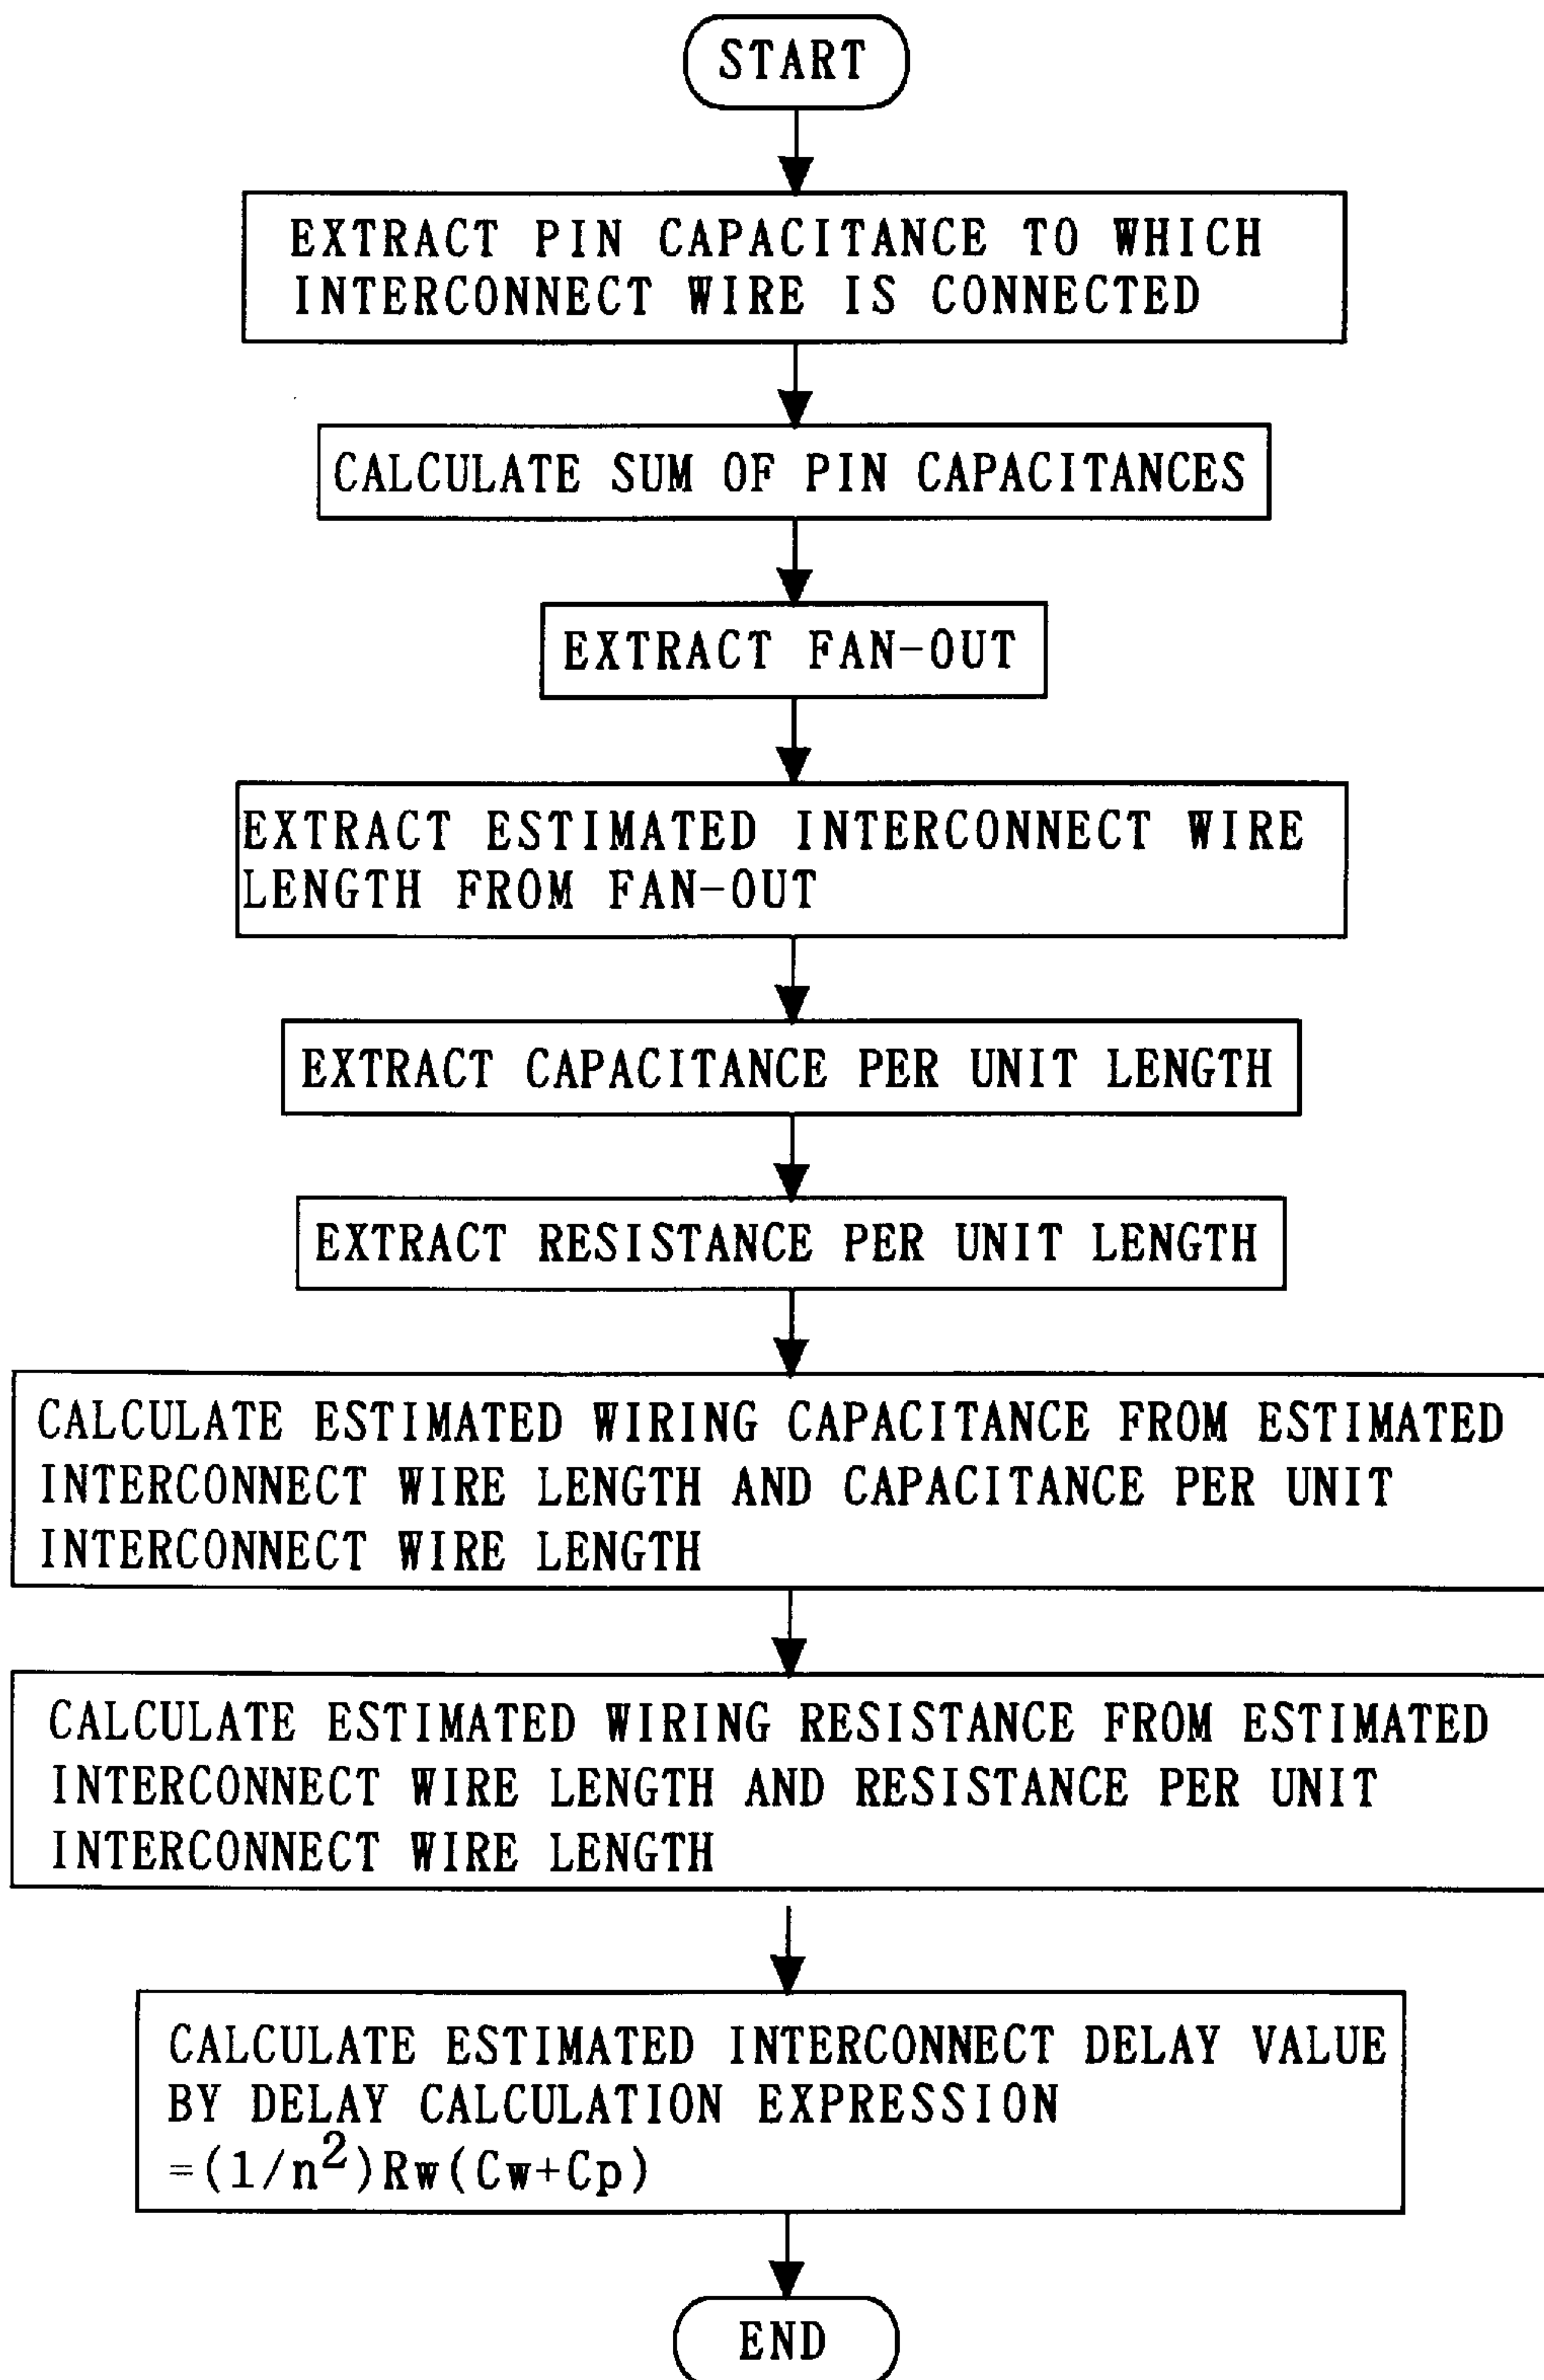 START
EXTRACT PIN CAPACITANCE TO WHICH
INTERCONNECT WIRE IS CONNECTED
CALCULATE SUM OF PIN CAPACITANCES
EXTRACT FAN-OUT
EXTRACT ESTIMATED INTERCONNECT WIRE
LENGTH FROM FAN-OUT
EXTRACT CAPACITANCE PER UNIT LENGTH
EXTRACT RESISTANCE PER UNIT LENGTH
CALCULATE ESTIMATED WIRING CAPACITANCE FROM ESTIMATED
INTERCONNECT WIRE LENGTH AND CAPACITANCE PER UNIT
INTERCONNECT WIRE LENGTH
CALCULATE ESTIMATED WIRING RESISTANCE FROM ESTIMATED
INTERCONNECT WIRE LENGTH AND RESISTANCE PER UNIT
INTERCONNECT WIRE LENGTH
CALCULATE ESTIMATED INTERCONNECT DELAY VALUE
BY DELAY CALCULATION EXPRESSION
=(1/n²)Rw(Cw+Cp)
END